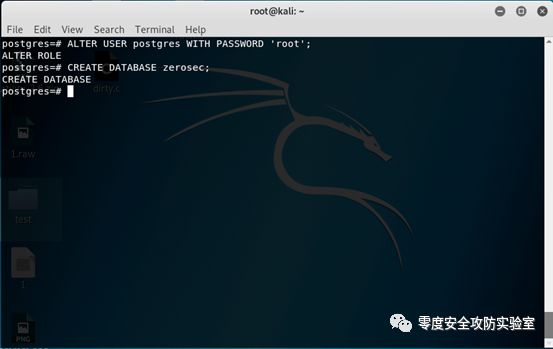 root@kali: ~
File Edit View Search Terminal Help
postgres=# ALTER USER postgres WITH PASSWORD 'root';
ALTER ROLE
postgres=# CREATE DATABASE zerosec;
CREATE DATABASE
postgres=#
dirty.c
1.raw
test
1
PNG
零度安全攻防实验室